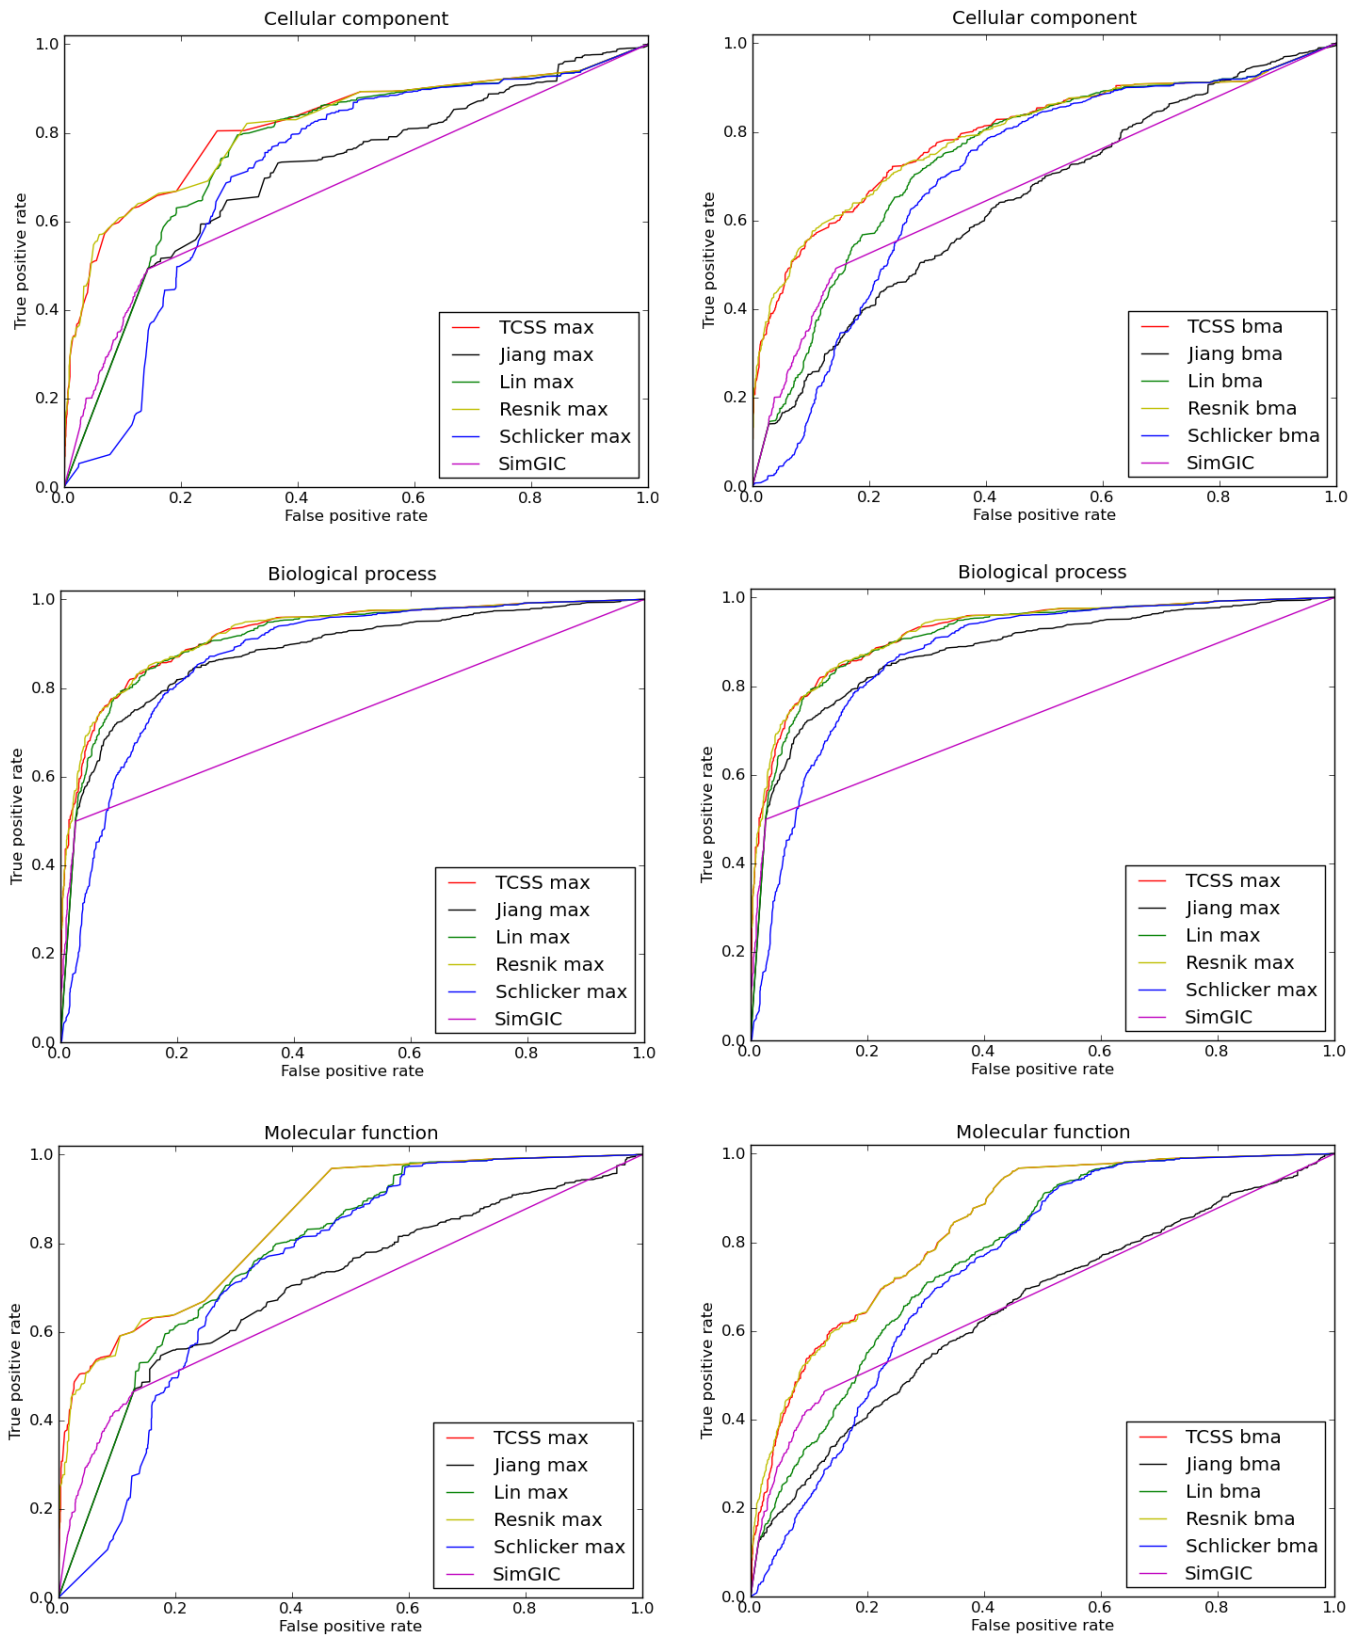 Cellular component
True positive rate
1.0
0.8
0.6
0.4
0.2
0.0
0.0
0.2
0.4
0.6
0.8
1.0
False positive rate
TCSS max
Jiang max
Lin max
Resnik max
Schlicker max
SimGIC
Cellular component
True positive rate
1.0
0.8
0.6
0.4
0.2
0.0
0.0
0.2
0.4
0.6
0.8
1.0
False positive rate
TCSS bma
Jiang bma
Lin bma
Resnik bma
Schlicker bma
SimGIC
Biological process
True positive rate
1.0
0.8
0.6
0.4
0.2
0.0
0.0
0.2
0.4
0.6
0.8
1.0
False positive rate
TCSS max
Jiang max
Lin max
Resnik max
Schlicker max
SimGIC
Biological process
True positive rate
1.0
0.8
0.6
0.4
0.2
0.0
0.0
0.2
0.4
0.6
0.8
1.0
False positive rate
TCSS max
Jiang max
Lin max
Resnik max
Schlicker max
SimGIC
Molecular function
True positive rate
1.0
0.8
0.6
0.4
0.2
0.0
0.0
0.2
0.4
0.6
0.8
1.0
False positive rate
TCSS max
Jiang max
Lin max
Resnik max
Schlicker max
SimGIC
Molecular function
True positive rate
1.0
0.8
0.6
0.4
0.2
0.0
0.0
0.2
0.4
0.6
0.8
1.0
False positive rate
TCSS bma
Jiang bma
Lin bma
Resnik bma
Schlicker bma
SimGIC